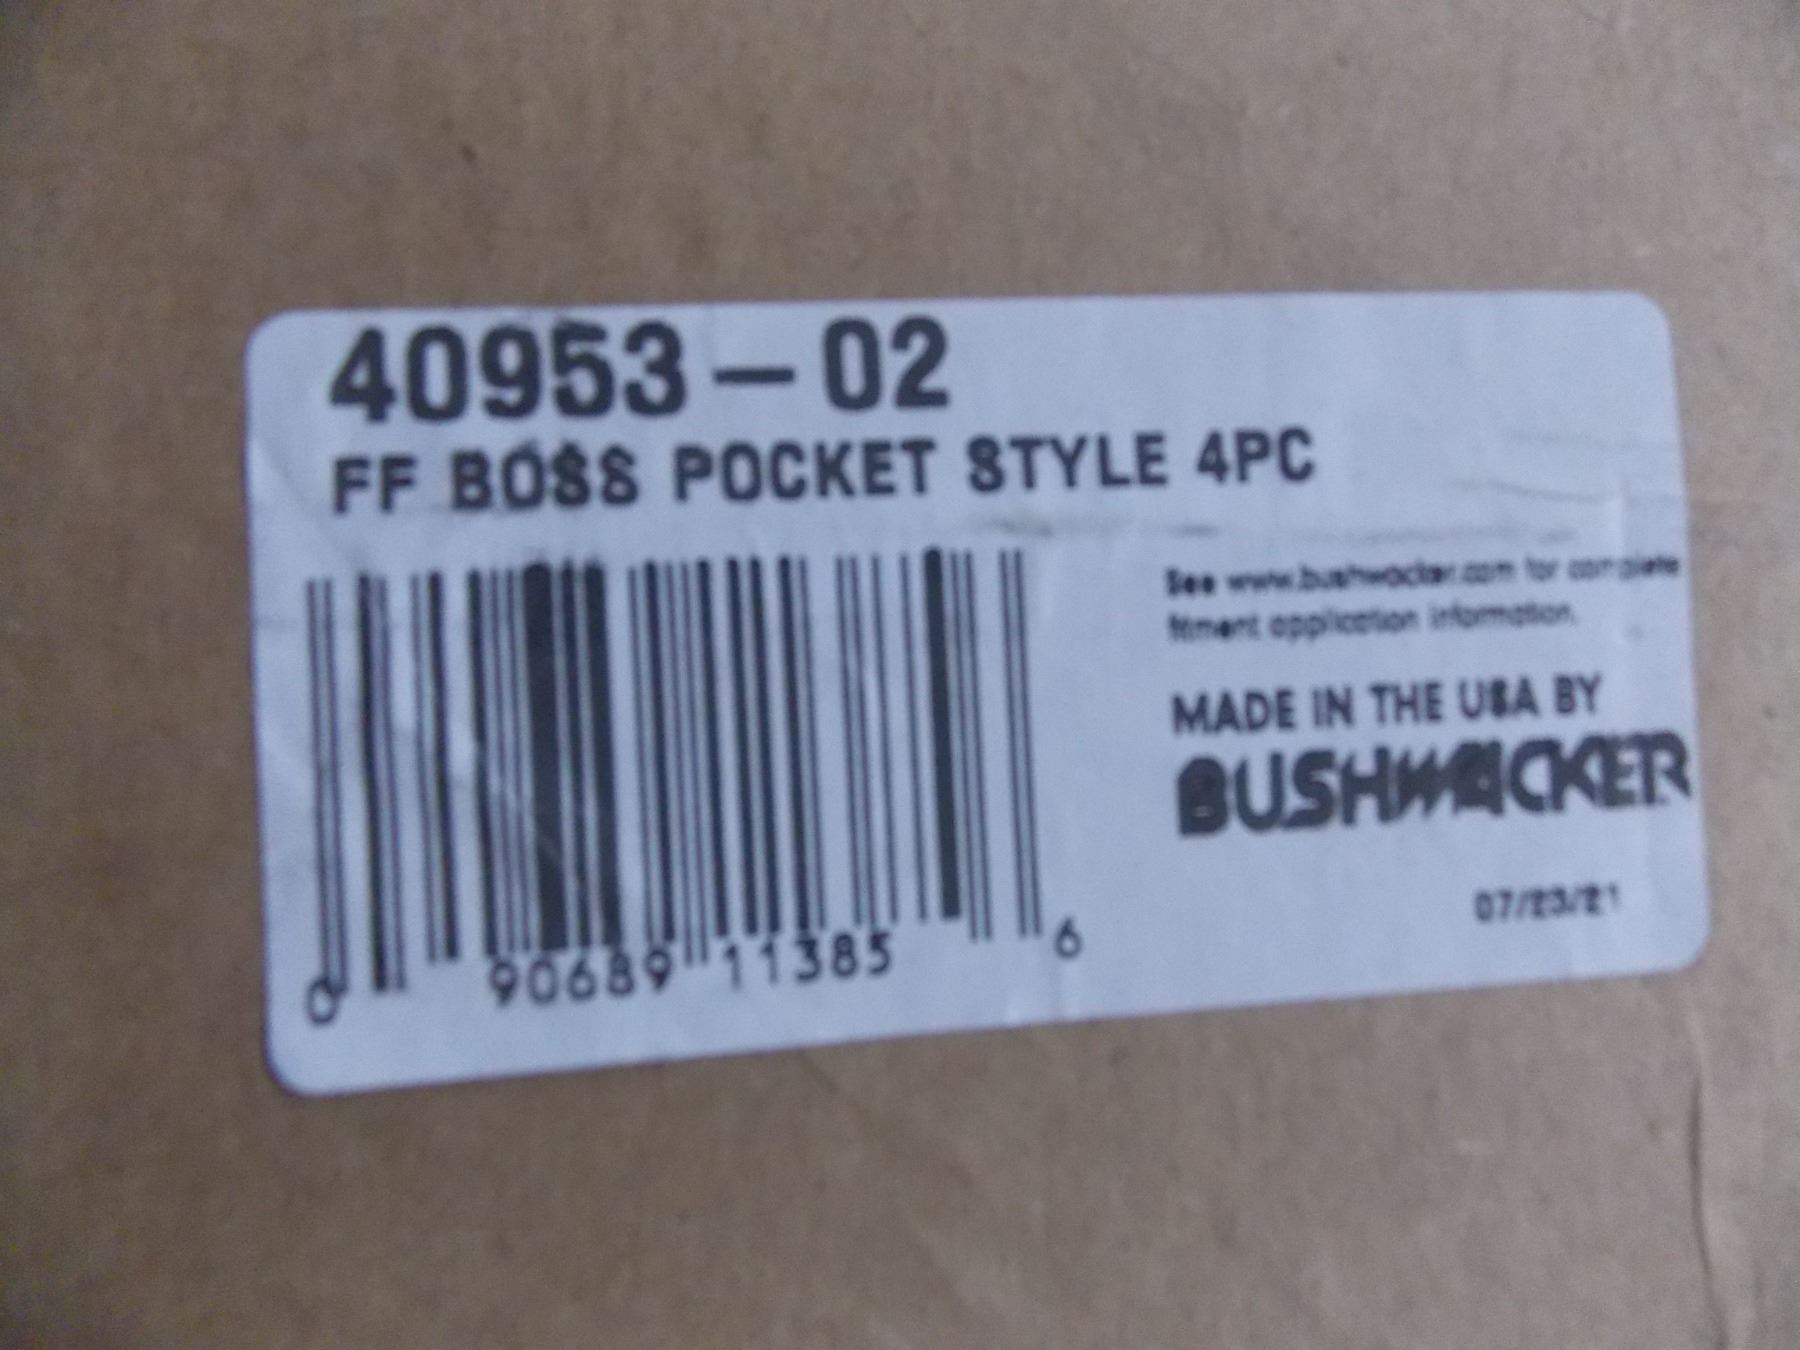 40953-02
FF BOSS POCKET STYLE 4PC
See www.bushwacker.com for complete
fitment application information.
MADE IN THE USA BY
BUSHWACKER
07/23/21
0 90689 11385 6